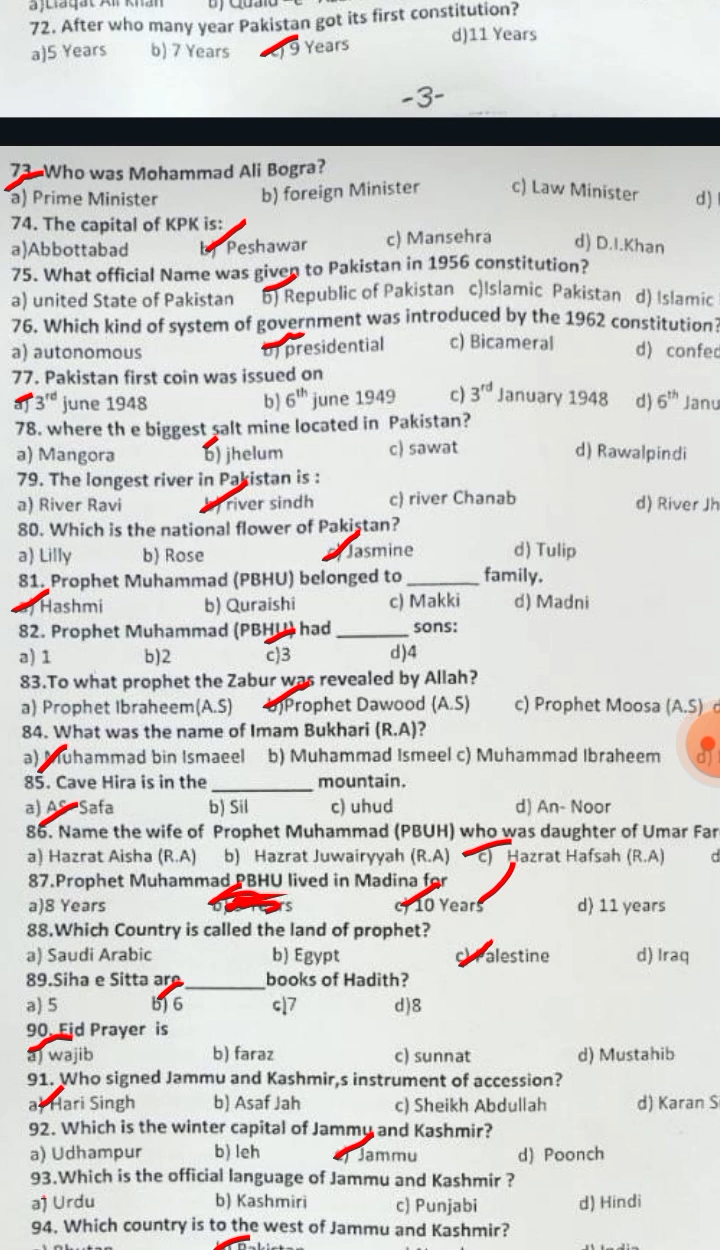 a)Liaqat Ali Khan b) Quaid
72. After who many year Pakistan got its first constitution?
a)5 Years b) 7 Years c) 9 Years d)11 Years
-3-
73. Who was Mohammad Ali Bogra?
a) Prime Minister b) foreign Minister c) Law Minister d)
74. The capital of KPK is:
a)Abbottabad b) Peshawar c) Mansehra d) D.I.Khan
75. What official Name was given to Pakistan in 1956 constitution?
a) united State of Pakistan b) Republic of Pakistan c)Islamic Pakistan d) Islamic
76. Which kind of system of government was introduced by the 1962 constitution?
a) autonomous b) presidential c) Bicameral d) confed
77. Pakistan first coin was issued on
a) 3rd june 1948 b) 6th june 1949 c) 3rd January 1948 d) 6th Janu
78. where th e biggest salt mine located in Pakistan?
a) Mangora b) jhelum c) sawat d) Rawalpindi
79. The longest river in Pakistan is :
a) River Ravi b) river sindh c) river Chanab d) River Jh
80. Which is the national flower of Pakistan?
a) Lilly b) Rose c) Jasmine d) Tulip
81. Prophet Muhammad (PBHU) belonged to ________ family.
a) Hashmi b) Quraishi c) Makki d) Madni
82. Prophet Muhammad (PBHU) had ________ sons:
a) 1 b)2 c)3 d)4
83.To what prophet the Zabur was revealed by Allah?
a) Prophet Ibraheem(A.S) b)Prophet Dawood (A.S) c) Prophet Moosa (A.S) d
84. What was the name of Imam Bukhari (R.A)?
a) Muhammad bin Ismaeel b) Muhammad Ismeel c) Muhammad Ibraheem d)
85. Cave Hira is in the ___________ mountain.
a) AS- Safa b) Sil c) uhud d) An- Noor
86. Name the wife of Prophet Muhammad (PBUH) who was daughter of Umar Far
a) Hazrat Aisha (R.A) b) Hazrat Juwairyyah (R.A) c) Hazrat Hafsah (R.A) d
87.Prophet Muhammad PBHU lived in Madina for
a)8 Years c) 10 Years d) 11 years
88.Which Country is called the land of prophet?
a) Saudi Arabic b) Egypt c) Palestine d) Iraq
89.Siha e Sitta are_________books of Hadith?
a) 5 b) 6 c)7 d)8
90. Eid Prayer is
a) wajib b) faraz c) sunnat d) Mustahib
91. Who signed Jammu and Kashmir,s instrument of accession?
a) Hari Singh b) Asaf Jah c) Sheikh Abdullah d) Karan S
92. Which is the winter capital of Jammu and Kashmir?
a) Udhampur b) leh c) Jammu d) Poonch
93.Which is the official language of Jammu and Kashmir ?
a) Urdu b) Kashmiri c) Punjabi d) Hindi
94. Which country is to the west of Jammu and Kashmir?
a) Bhutan b) Pakistan d) India